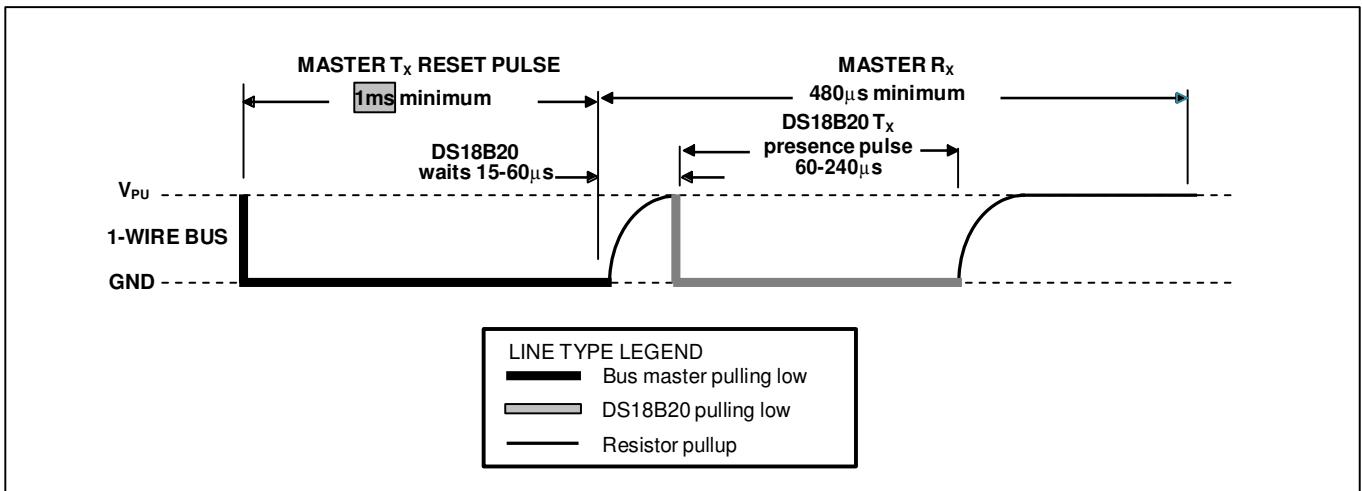 MASTER TX RESET PULSE
1ms minimum
MASTER RX
480μs minimum
DS18B20 TX
presence pulse
60-240μs
DS18B20
waits 15-60μs
VPU
1-WIRE BUS
GND
LINE TYPE LEGEND
Bus master pulling low
DS18B20 pulling low
Resistor pullup